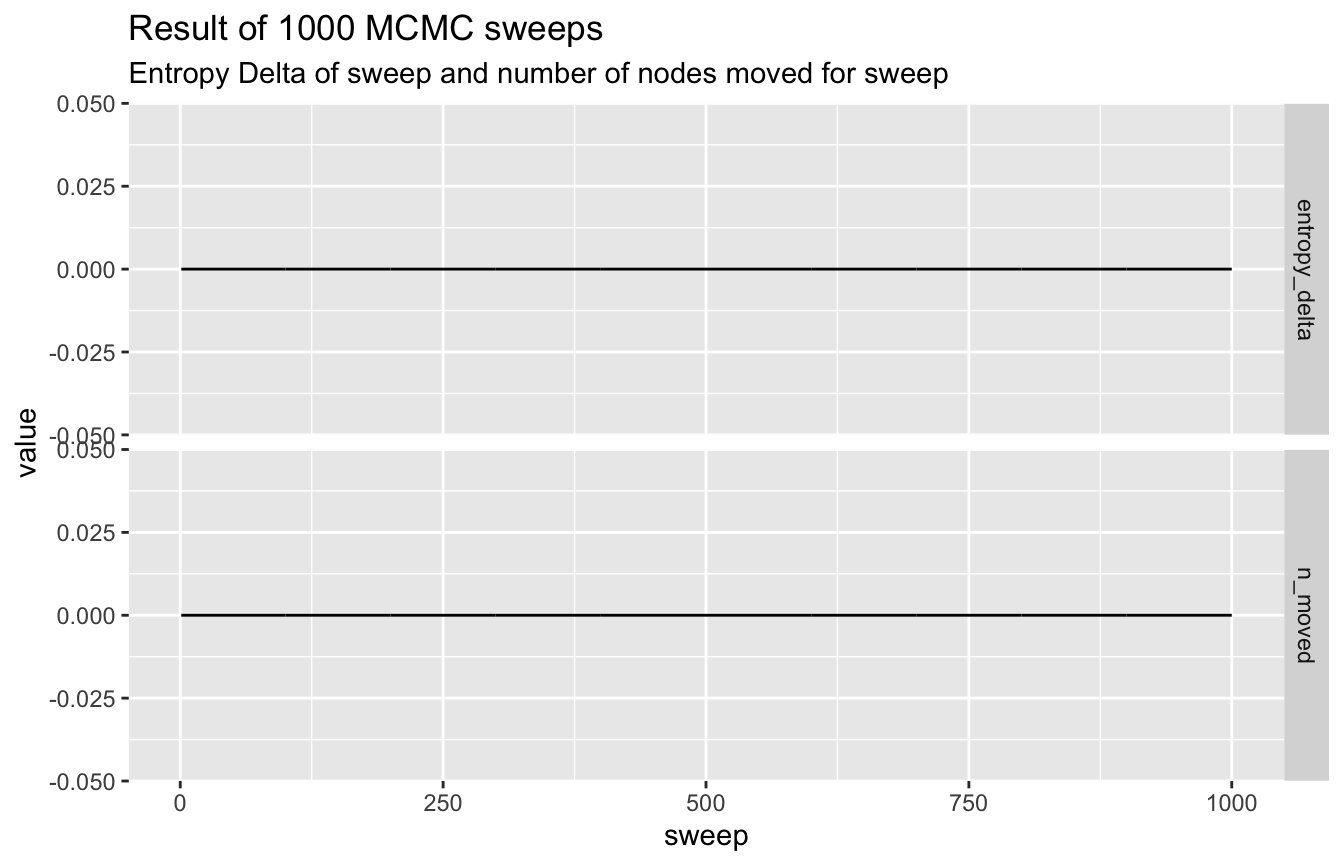 Result of 1000 MCMC sweeps
Entropy Delta of sweep and number of nodes moved for sweep
0.050
0.025
0.000
-0.025
-0.050
entropy_delta
value
0.050
0.025
0.000
-0.025
-0.050
n_moved
0 250 500 750 1000
sweep